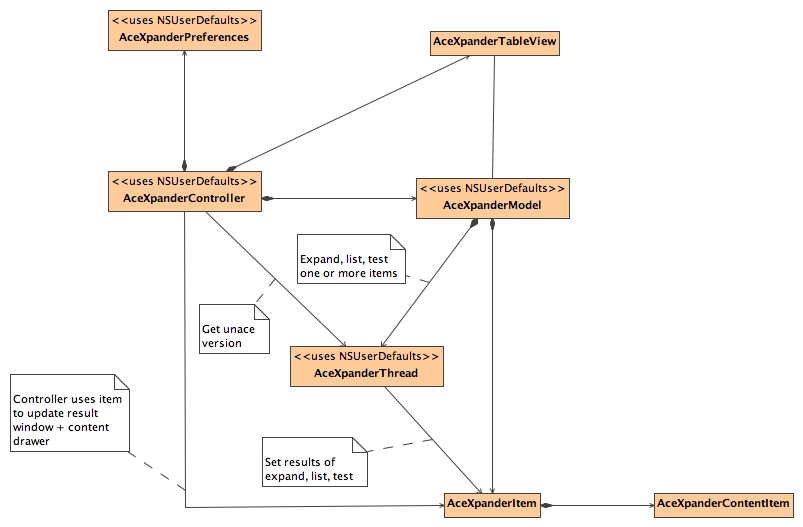 <<uses NSUserDefaults>>
AceXpanderPreferences
AceXpanderTableView
<<uses NSUserDefaults>>
AceXpanderController
<<uses NSUserDefaults>>
AceXpanderModel
Expand, list, test
one or more items
Get unace
version
<<uses NSUserDefaults>>
AceXpanderThread
Controller uses item
to update result
window + content
drawer
Set results of
expand, list, test
AceXpanderItem
AceXpanderContentItem